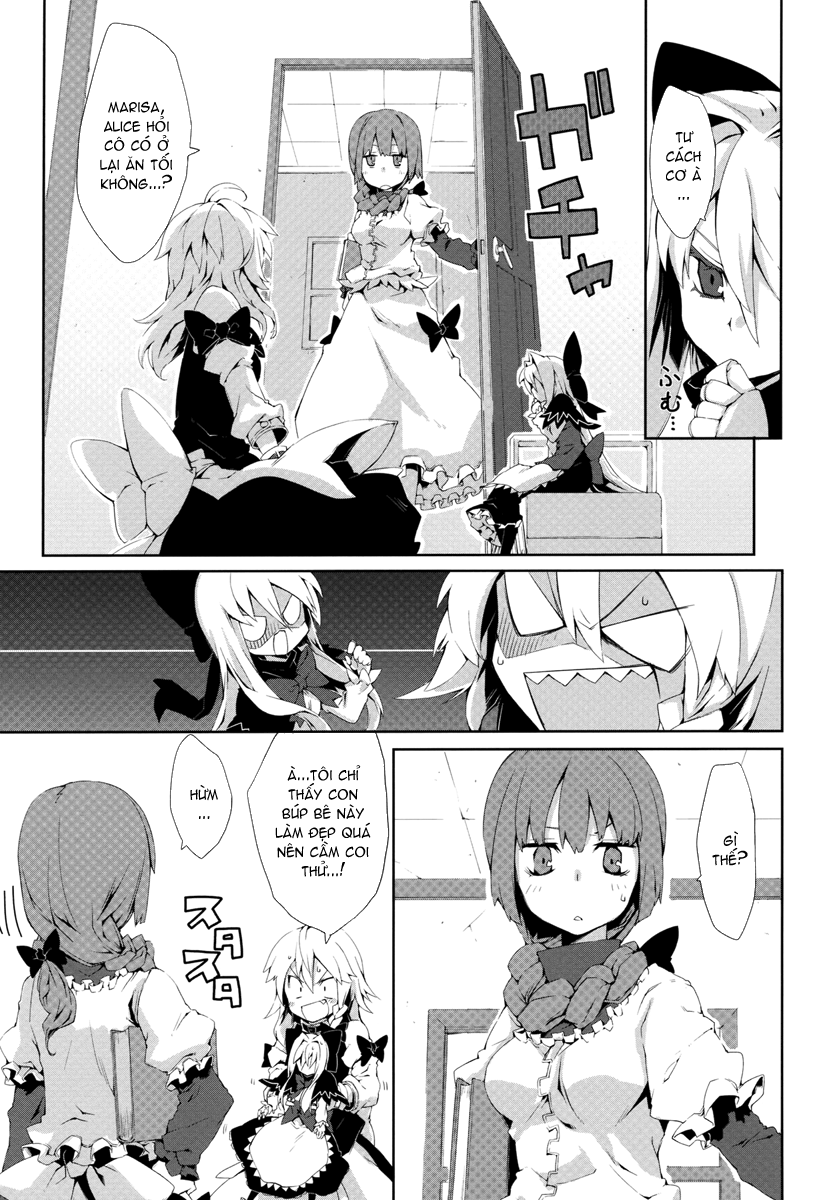 TƯ
CÁCH
CƠ À
...
ふむ…
ガチャ
MARISA,
ALICE HỎI
CÔ CÓ Ở
LẠI ĂN TỐI
KHÔNG...?
GÌ
THẾ?
À...TÔI CHỈ
THẤY CON
BÚP BÊ NÀY
LÀM ĐẸP QUÁ
NÊN CẦM COI
THỬ...!
HỪM
...
スタ
スタ